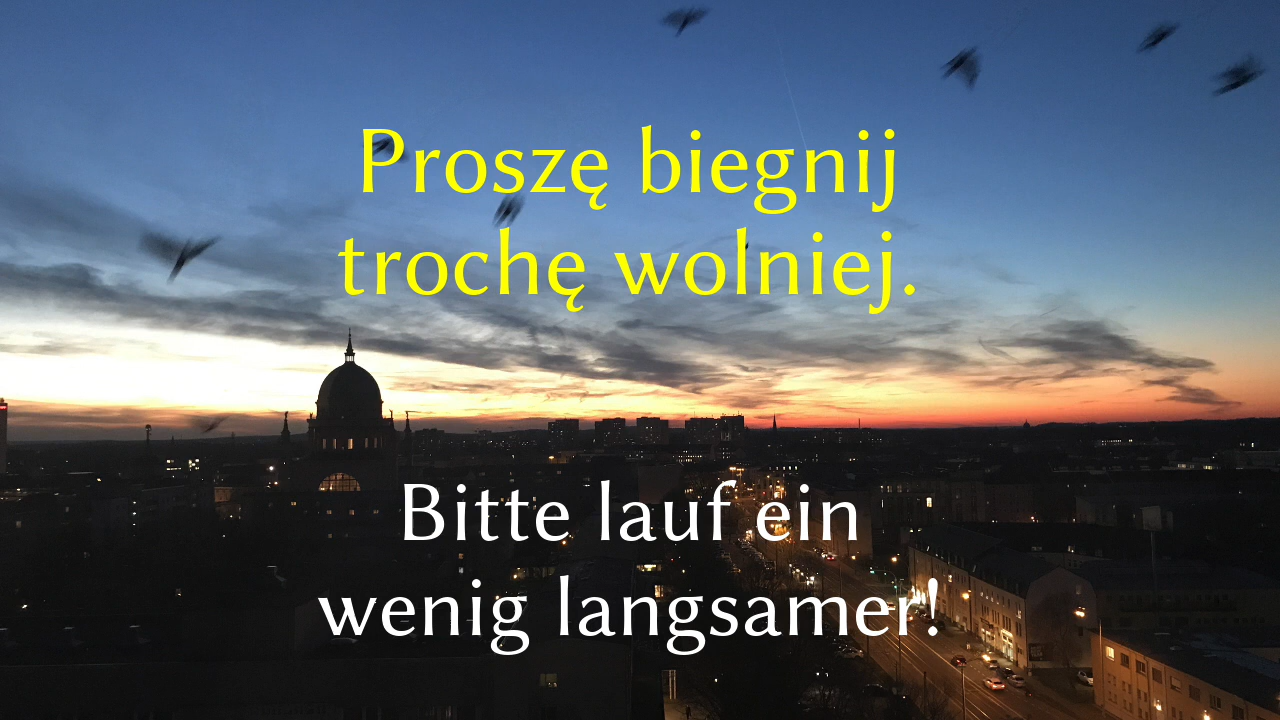 Proszę biegnij
trochę wolniej.
Bitte lauf ein
wenig langsamer!